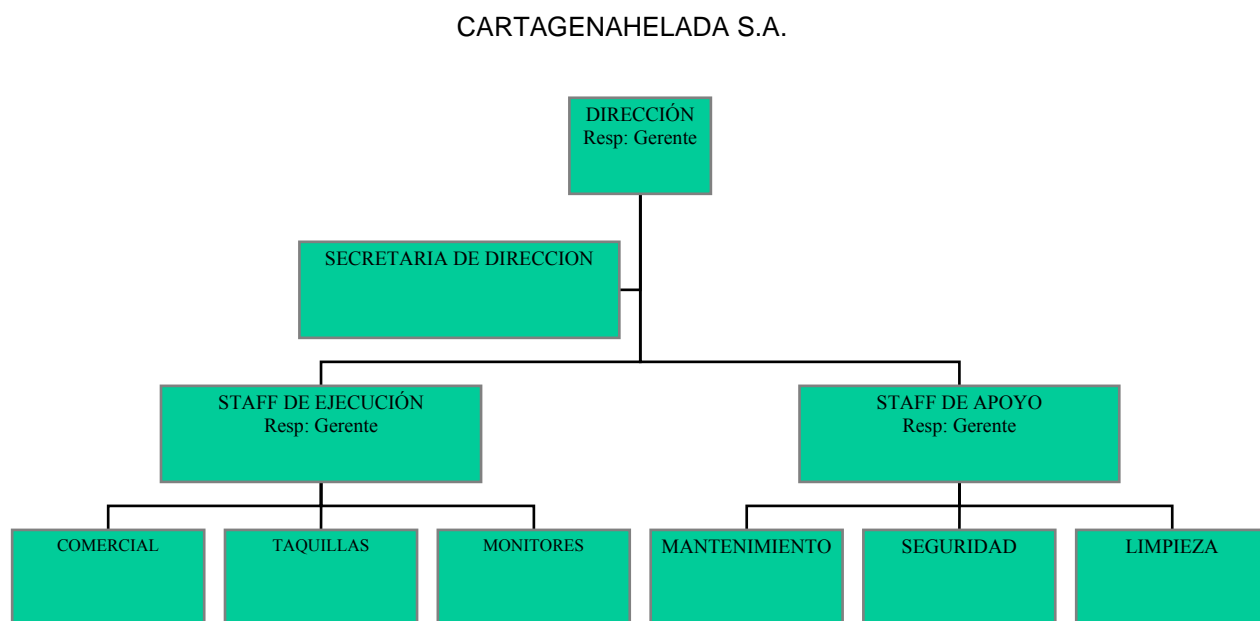 CARTAGENAHELADA S.A.
DIRECCIÓN
Resp: Gerente
SECRETARIA DE DIRECCION
STAFF DE EJECUCIÓN
Resp: Gerente
STAFF DE APOYO
Resp: Gerente
COMERCIAL
TAQUILLAS
MONITORES
MANTENIMIENTO
SEGURIDAD
LIMPIEZA